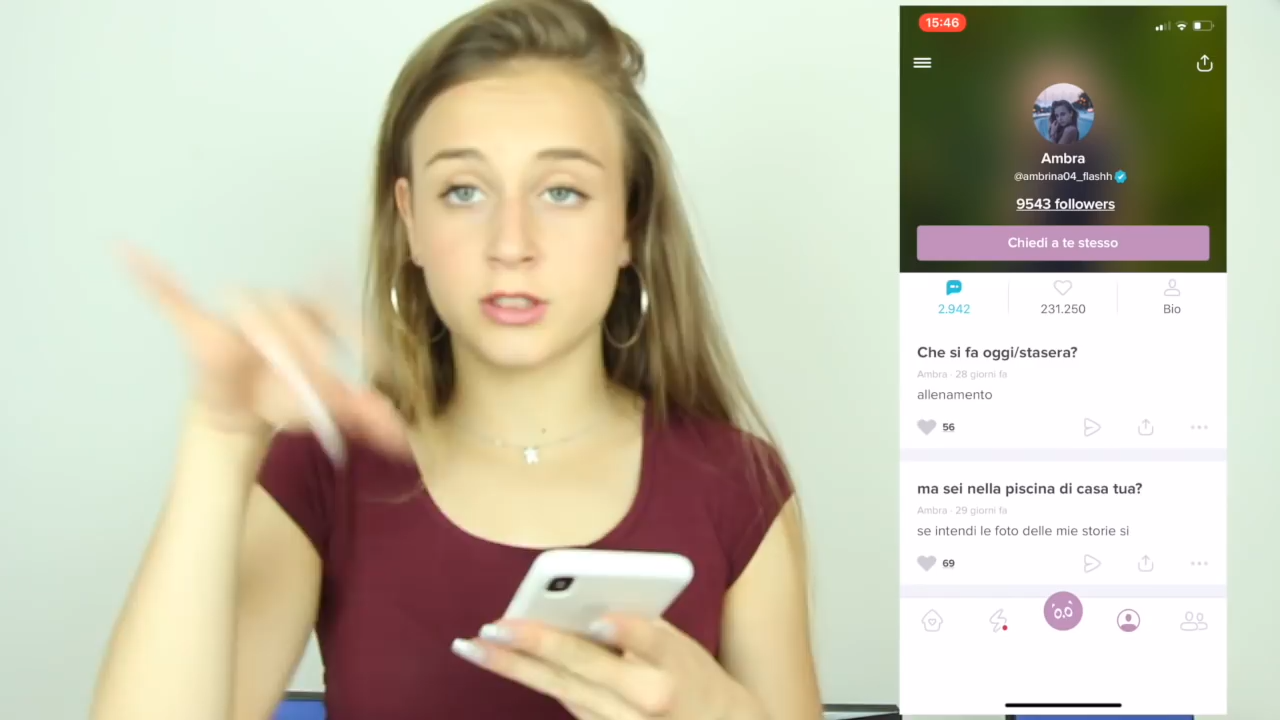 15:46
Ambra
@ambrina04_flashh
9543 followers
Chiedi a te stesso
2.942
231.250
Bio
Che si fa oggi/stasera?
Ambra · 28 giorni fa
allenamento
56
ma sei nella piscina di casa tua?
Ambra · 29 giorni fa
se intendi le foto delle mie storie si
69